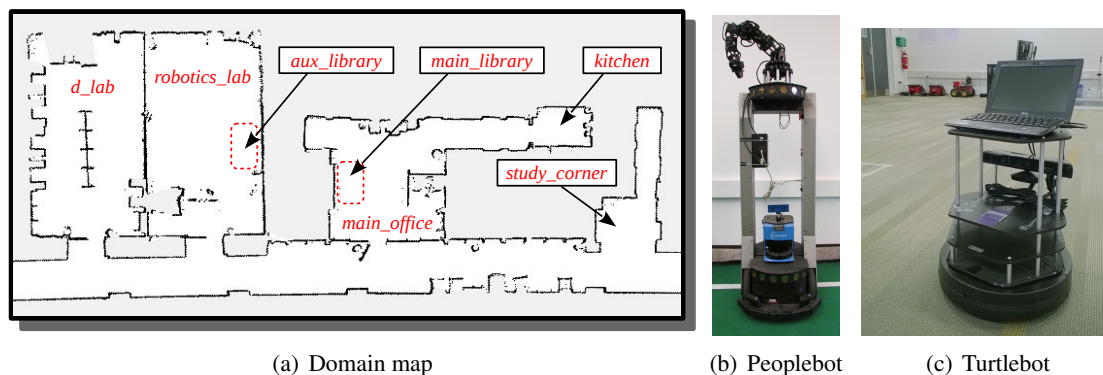 d_lab
robotics_lab
aux_library
main_library
kitchen
study_corner
main_office
(a) Domain map
(b) Peoplebot
(c) Turtlebot